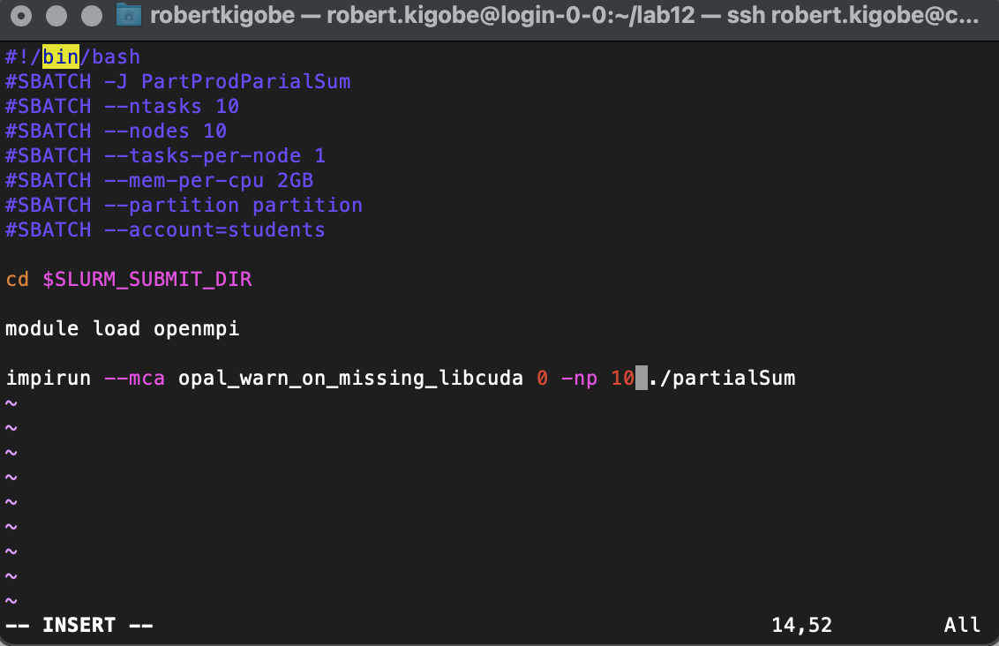 robertkigobe — robert.kigobe@login-0-0:~/lab12 — ssh robert.kigobe@c...
#!/bin/bash
#SBATCH -J PartProdParialSum
#SBATCH --ntasks 10
#SBATCH --nodes 10
#SBATCH --tasks-per-node 1
#SBATCH --mem-per-cpu 2GB
#SBATCH --partition partition
#SBATCH --account=students
cd $SLURM_SUBMIT_DIR
module load openmpi
impirun --mca opal_warn_on_missing_libcuda 0 -np 10 ./partialSum
~
~
~
~
~
~
~
~
~
-- INSERT -- 14,52 All